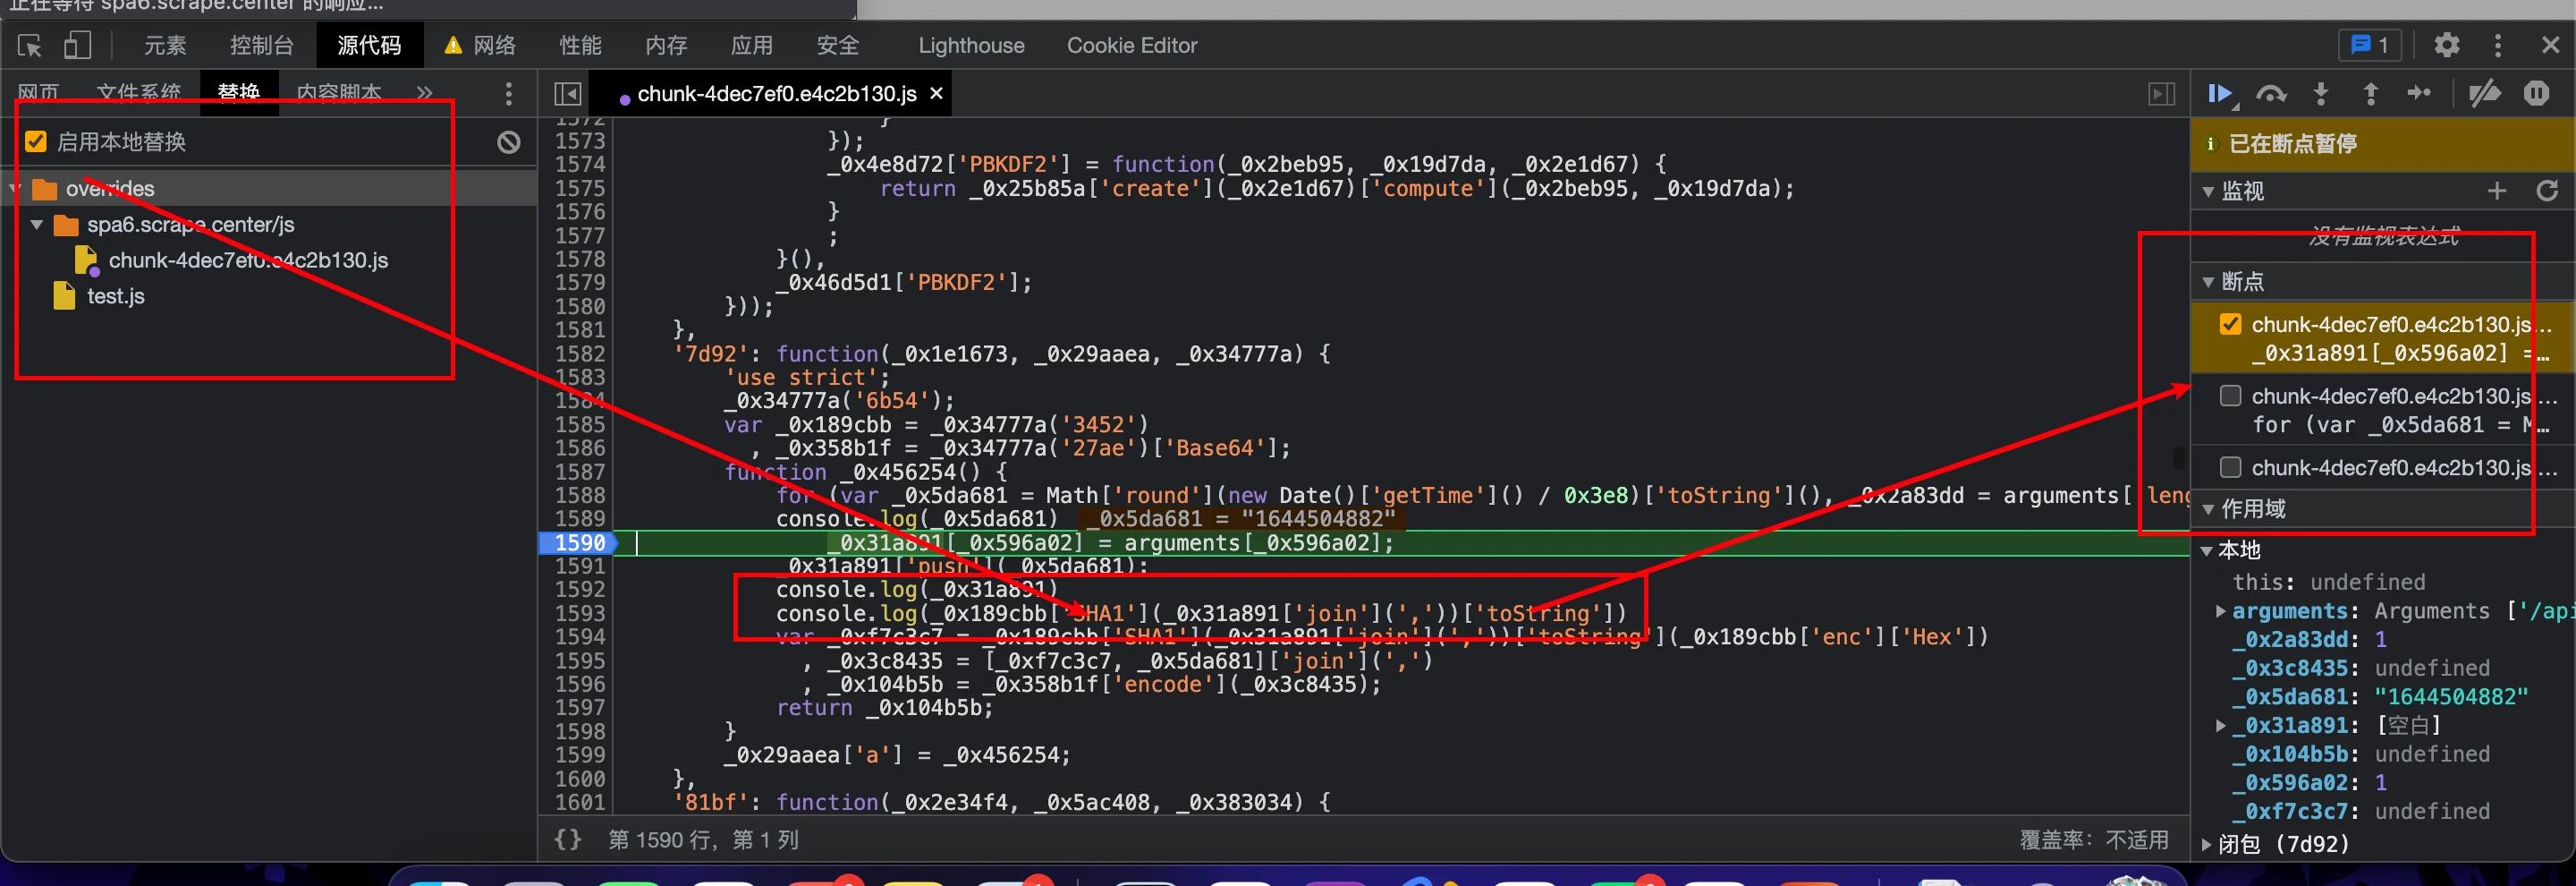 正在等待 spa6.scrape.center 的响应...
元素 控制台 源代码 网络 性能 内存 应用 安全 Lighthouse Cookie Editor 1
网页 文件系统 替换 内容脚本 »
chunk-4dec7ef0.e4c2b130.js ×
启用本地替换
overrides
spa6.scrape.center/js
chunk-4dec7ef0.e4c2b130.js
test.js
1572 }
1573 });
1574 _0x4e8d72['PBKDF2'] = function(_0x2beb95, _0x19d7da, _0x2e1d67) {
1575 return _0x25b85a['create'](_0x2e1d67)['compute'](_0x2beb95, _0x19d7da);
1576 }
1577 ;
1578 }(),
1579 _0x46d5d1['PBKDF2'];
1580 }));
1581 },
1582 '7d92': function(_0x1e1673, _0x29aaea, _0x34777a) {
1583 'use strict';
1584 _0x34777a('6b54');
1585 var _0x189cbb = _0x34777a('3452')
1586 , _0x358b1f = _0x34777a('27ae')['Base64'];
1587 function _0x456254() {
1588 for (var _0x5da681 = Math['round'](new Date()['getTime']() / 0x3e8)['toString'](), _0x2a83dd = arguments['leng
1589 console.log(_0x5da681) _0x5da681 = "1644504882"
1590 _0x31a891[_0x596a02] = arguments[_0x596a02];
1591 _0x31a891['push'](_0x5da681);
1592 console.log(_0x31a891)
1593 console.log(_0x189cbb['SHA1'](_0x31a891['join'](','))['toString'])
1594 var _0xf7c3c7 = _0x189cbb['SHA1'](_0x31a891['join'](','))['toString'](_0x189cbb['enc']['Hex'])
1595 , _0x3c8435 = [_0xf7c3c7, _0x5da681]['join'](',')
1596 , _0x104b5b = _0x358b1f['encode'](_0x3c8435);
1597 return _0x104b5b;
1598 }
1599 _0x29aaea['a'] = _0x456254;
1600 },
1601 '81bf': function(_0x2e34f4, _0x5ac408, _0x383034) {
{} 第 1590 行，第 1 列 覆盖率：不适用
已在断点暂停
监视
没有监视表达式
断点
chunk-4dec7ef0.e4c2b130.js...
_0x31a891[_0x596a02] =…
chunk-4dec7ef0.e4c2b130.js...
for (var _0x5da681 = M…
chunk-4dec7ef0.e4c2b130.js...
作用域
本地
this: undefined
arguments: Arguments ['/api
_0x2a83dd: 1
_0x3c8435: undefined
_0x5da681: "1644504882"
_0x31a891: [空白]
_0x104b5b: undefined
_0x596a02: 1
_0xf7c3c7: undefined
闭包 (7d92)